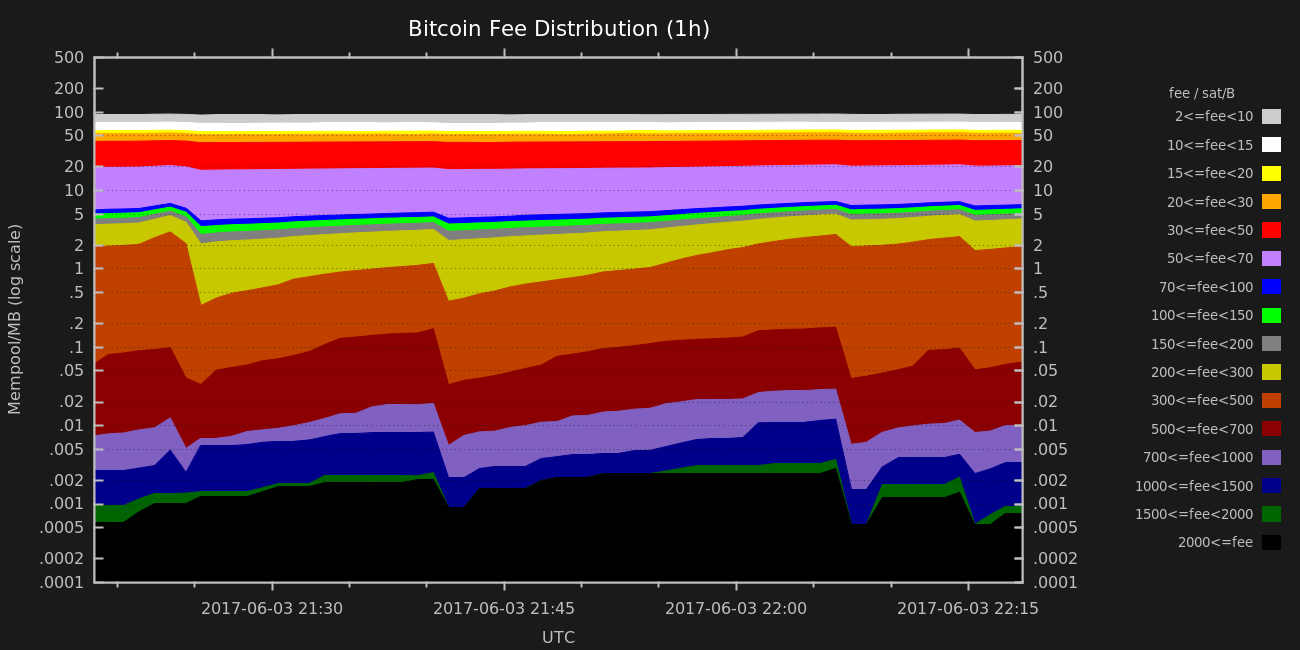 Bitcoin Fee Distribution (1h)
500 500
200 200
100 100
50 50
20 20
10 10
5 5
2 2
1 1
.5 .5
.2 .2
.1 .1
.05 .05
.02 .02
.01 .01
.005 .005
.002 .002
.001 .001
.0005 .0005
.0002 .0002
.0001 .0001
Mempool/MB (log scale)
2017-06-03 21:30 2017-06-03 21:45 2017-06-03 22:00 2017-06-03 22:15
UTC
fee / sat/B
2<=fee<10
10<=fee<15
15<=fee<20
20<=fee<30
30<=fee<50
50<=fee<70
70<=fee<100
100<=fee<150
150<=fee<200
200<=fee<300
300<=fee<500
500<=fee<700
700<=fee<1000
1000<=fee<1500
1500<=fee<2000
2000<=fee